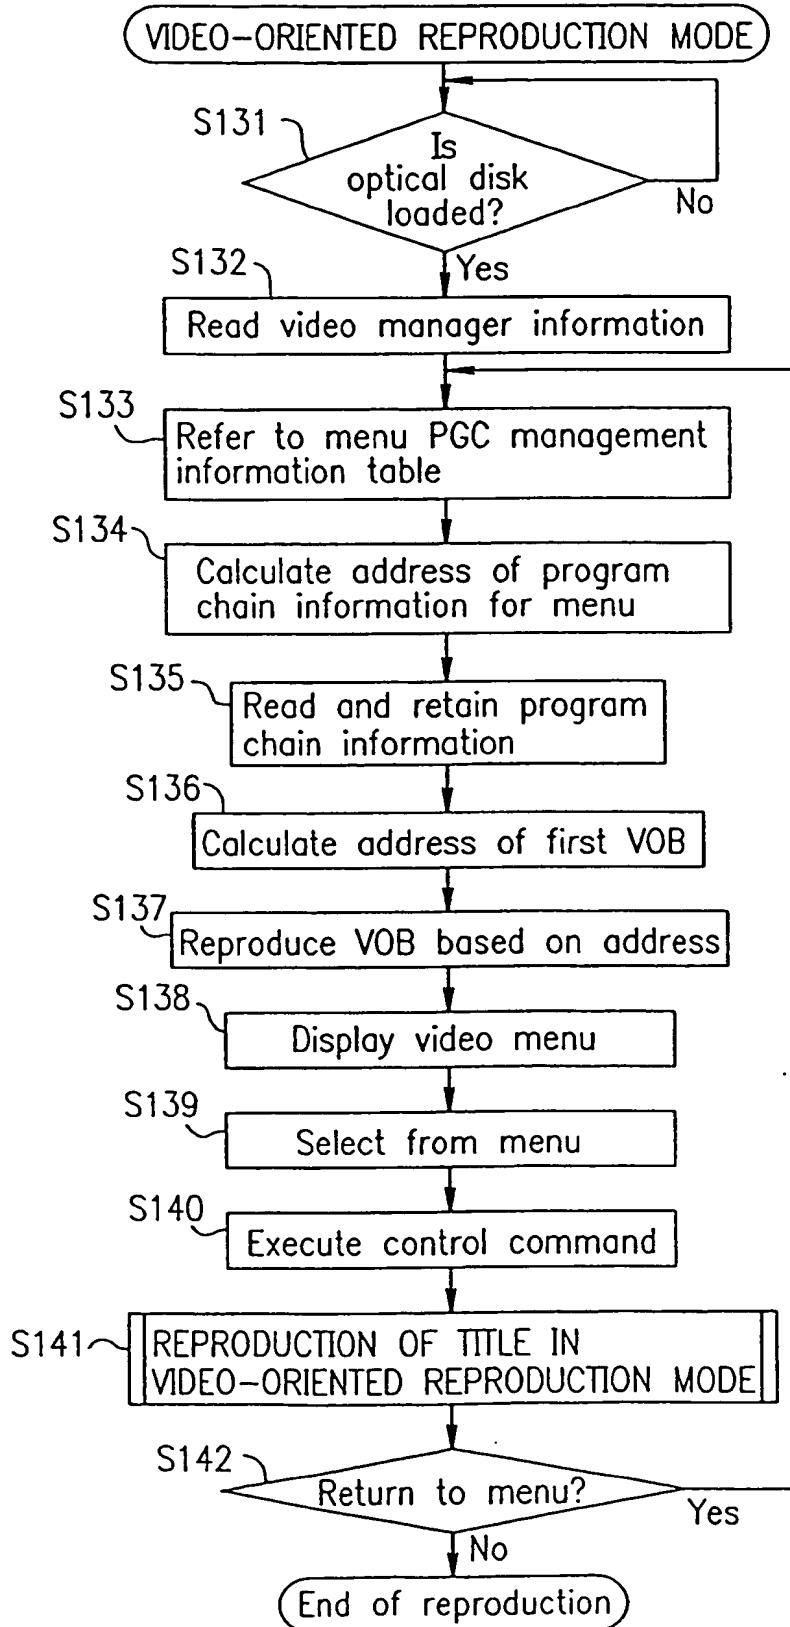 VIDEO-ORIENTED REPRODUCTION MODE
S131
Is
optical disk
loaded?
No
Yes
S132
Read video manager information
S133
Refer to menu PGC management
information table
S134
Calculate address of program
chain information for menu
S135
Read and retain program
chain information
S136
Calculate address of first VOB
S137
Reproduce VOB based on address
S138
Display video menu
S139
Select from menu
S140
Execute control command
S141
REPRODUCTION OF TITLE IN
VIDEO-ORIENTED REPRODUCTION MODE
S142
Return to menu?
Yes
No
End of reproduction